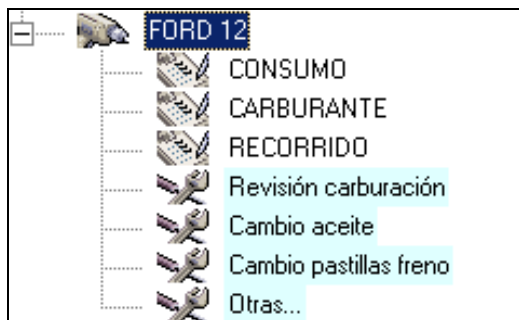 FORD 12
CONSUMO
CARBURANTE
RECORRIDO
Revisión carburación
Cambio aceite
Cambio pastillas freno
Otras...